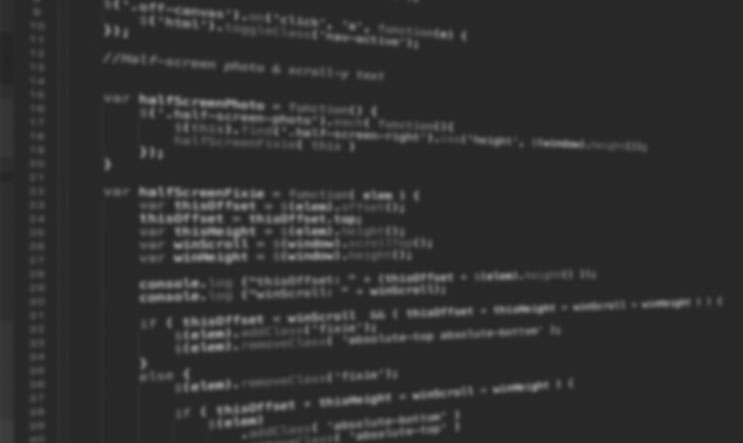 $('.off-canvas').on('click', 'a', function(e) {
$('html').toggleClass('nav-active');
});
//Half-screen photo & scroll-y text
var halfScreenPhoto = function() {
$('.half-screen-photo').each( function(){
$(this).find('.half-screen-right').css('height', $(window).height());
halfScreenFixie( this )
});
}
var halfScreenFixie = function( elem ) {
var thisOffset = $(elem).offset();
thisOffset = thisOffset.top;
var thisHeight = $(elem).height();
var winScroll = $(window).scrollTop();
var winHeight = $(window).height();
console.log ("thisOffset: " + (thisOffset + $(elem).height() ));
console.log ("winScroll: " + winScroll);
if ( thisOffset < winScroll && ( thisOffset + thisHeight > winScroll + winHeight ) ) {
$(elem).addClass('fixie');
$(elem).removeClass( 'absolute-top absolute-bottom' );
}
else {
$(elem).removeClass('fixie');
if ( thisOffset + thisHeight < winScroll + winHeight ) {
$(elem)
.addClass( 'absolute-bottom' )
'absolute-top' )